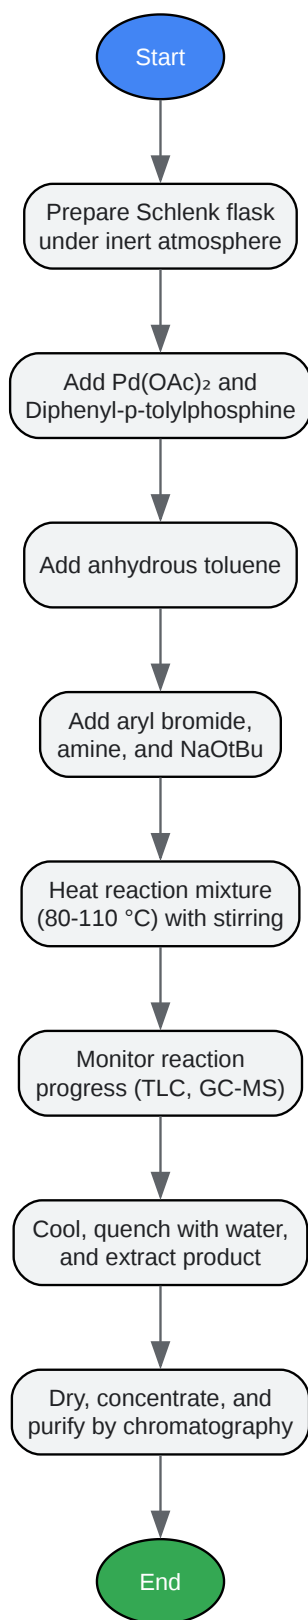 Start
Prepare Schlenk flask
under inert atmosphere
Add Pd(OAc)₂ and
Diphenyl-p-tolylphosphine
Add anhydrous toluene
Add aryl bromide,
amine, and NaOtBu
Heat reaction mixture
(80-110 °C) with stirring
Monitor reaction
progress (TLC, GC-MS)
Cool, quench with water,
and extract product
Dry, concentrate, and
purify by chromatography
End